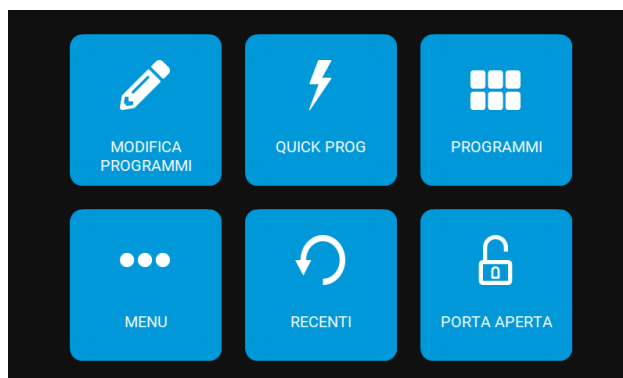 MODIFICA
PROGRAMMI
QUICK PROG
PROGRAMMI
MENU
RECENTI
PORTA APERTA